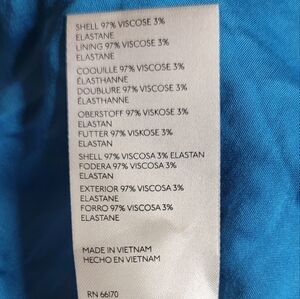 SHELL 97% VISCOSE 3%
ELASTANE
LINING 97% VISCOSE 3%
ELASTANE
COQUILLE 97% VISCOSE 3%
ÉLASTHANNE
DOUBLURE 97% VISCOSE 3%
ÉLASTHANNE
OBERSTOFF 97% VISKOSE 3%
ELASTAN
FUTTER 97% VISKOSE 3%
ELASTAN
SHELL 97% VISCOSA 3% ELASTAN
FODERA 97% VISCOSA 3%
ELASTAN
EXTERIOR 97% VISCOSA 3%
ELASTANE
FORRO 97% VISCOSA 3%
ELASTANE
MADE IN VIETNAM
HECHO EN VIETNAM
RN 66170